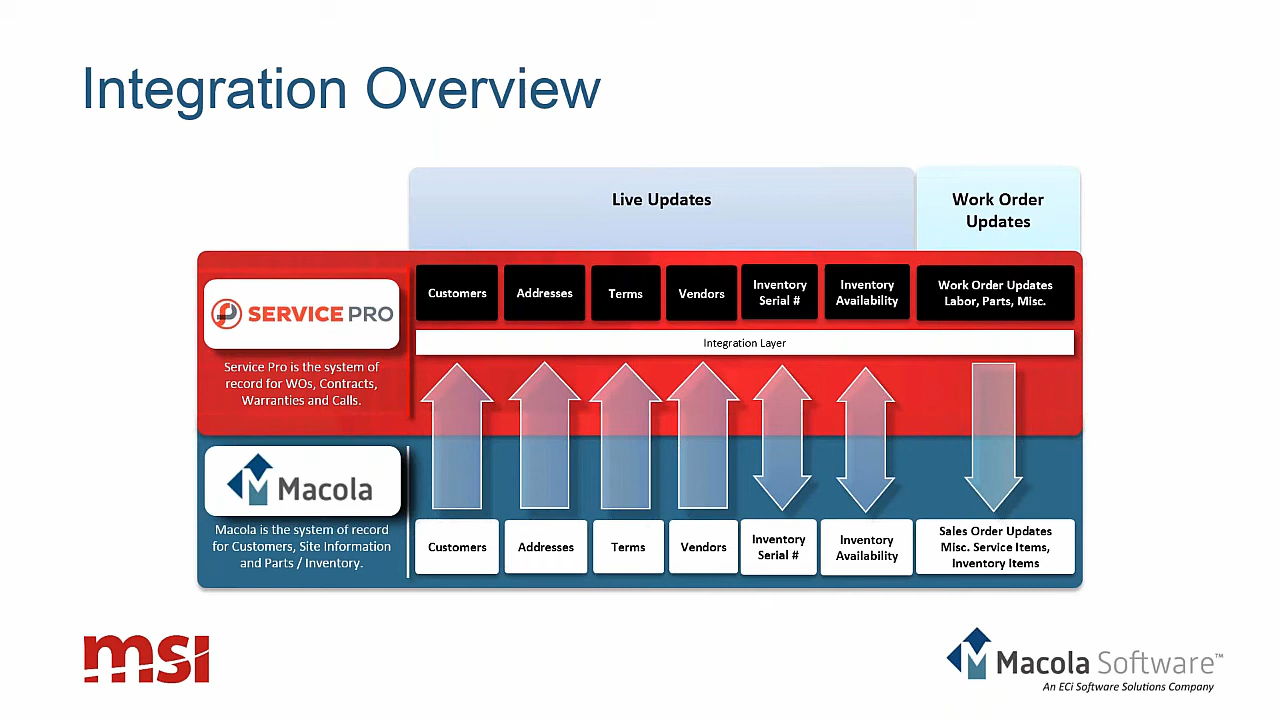 Integration Overview
Live Updates
Work Order
Updates
SERVICE PRO
Service Pro is the system of
record for WOs, Contracts,
Warranties and Calls.
Customers
Addresses
Terms
Vendors
Inventory
Serial #
Inventory
Availability
Work Order Updates
Labor, Parts, Misc.
Integration Layer
Macola
Macola is the system of record
for Customers, Site Information
and Parts / Inventory.
Customers
Addresses
Terms
Vendors
Inventory
Serial #
Inventory
Availability
Sales Order Updates
Misc. Service Items,
Inventory Items
msi
Macola Software™
An ECi Software Solutions Company